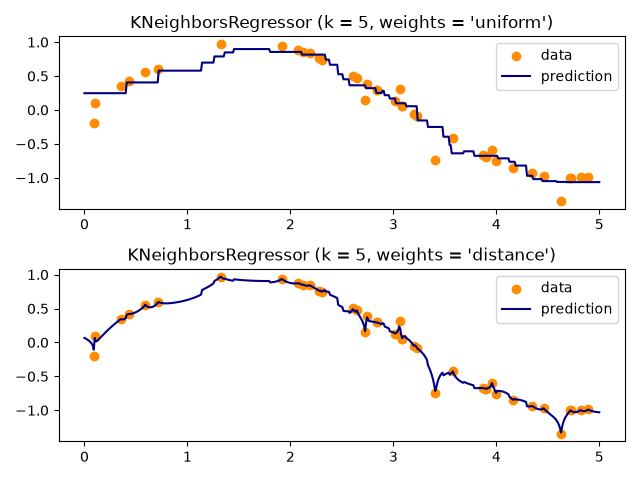 KNeighborsRegressor (k = 5, weights = 'uniform')
1.0
0.5
0.0
−0.5
−1.0
data
prediction
0 1 2 3 4 5
KNeighborsRegressor (k = 5, weights = 'distance')
1.0
0.5
0.0
−0.5
−1.0
data
prediction
0 1 2 3 4 5